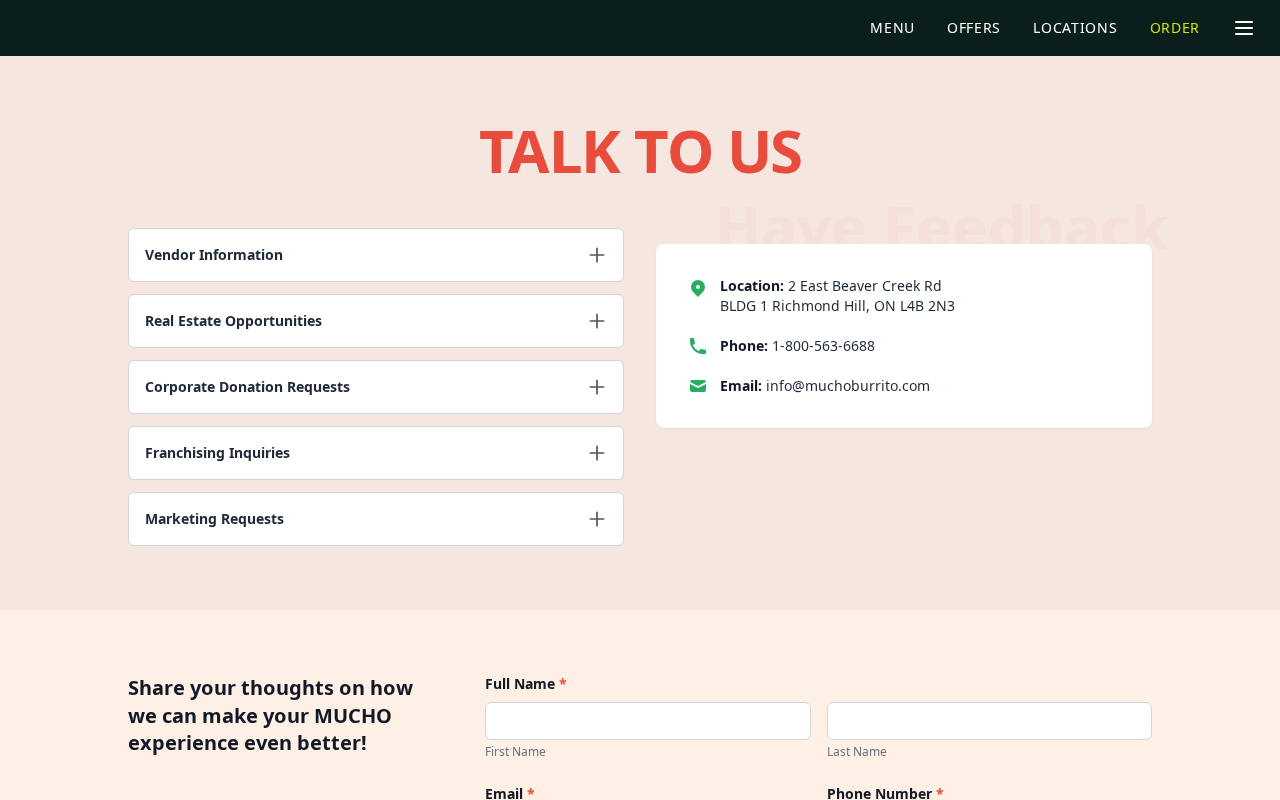 MENU OFFERS LOCATIONS ORDER
TALK TO US
Have Feedback
Vendor Information
Real Estate Opportunities
Corporate Donation Requests
Franchising Inquiries
Marketing Requests
Location: 2 East Beaver Creek Rd
BLDG 1 Richmond Hill, ON L4B 2N3
Phone: 1-800-563-6688
Email: info@muchoburrito.com
Share your thoughts on how
we can make your MUCHO
experience even better!
Full Name *
First Name
Last Name
Email *
Phone Number *